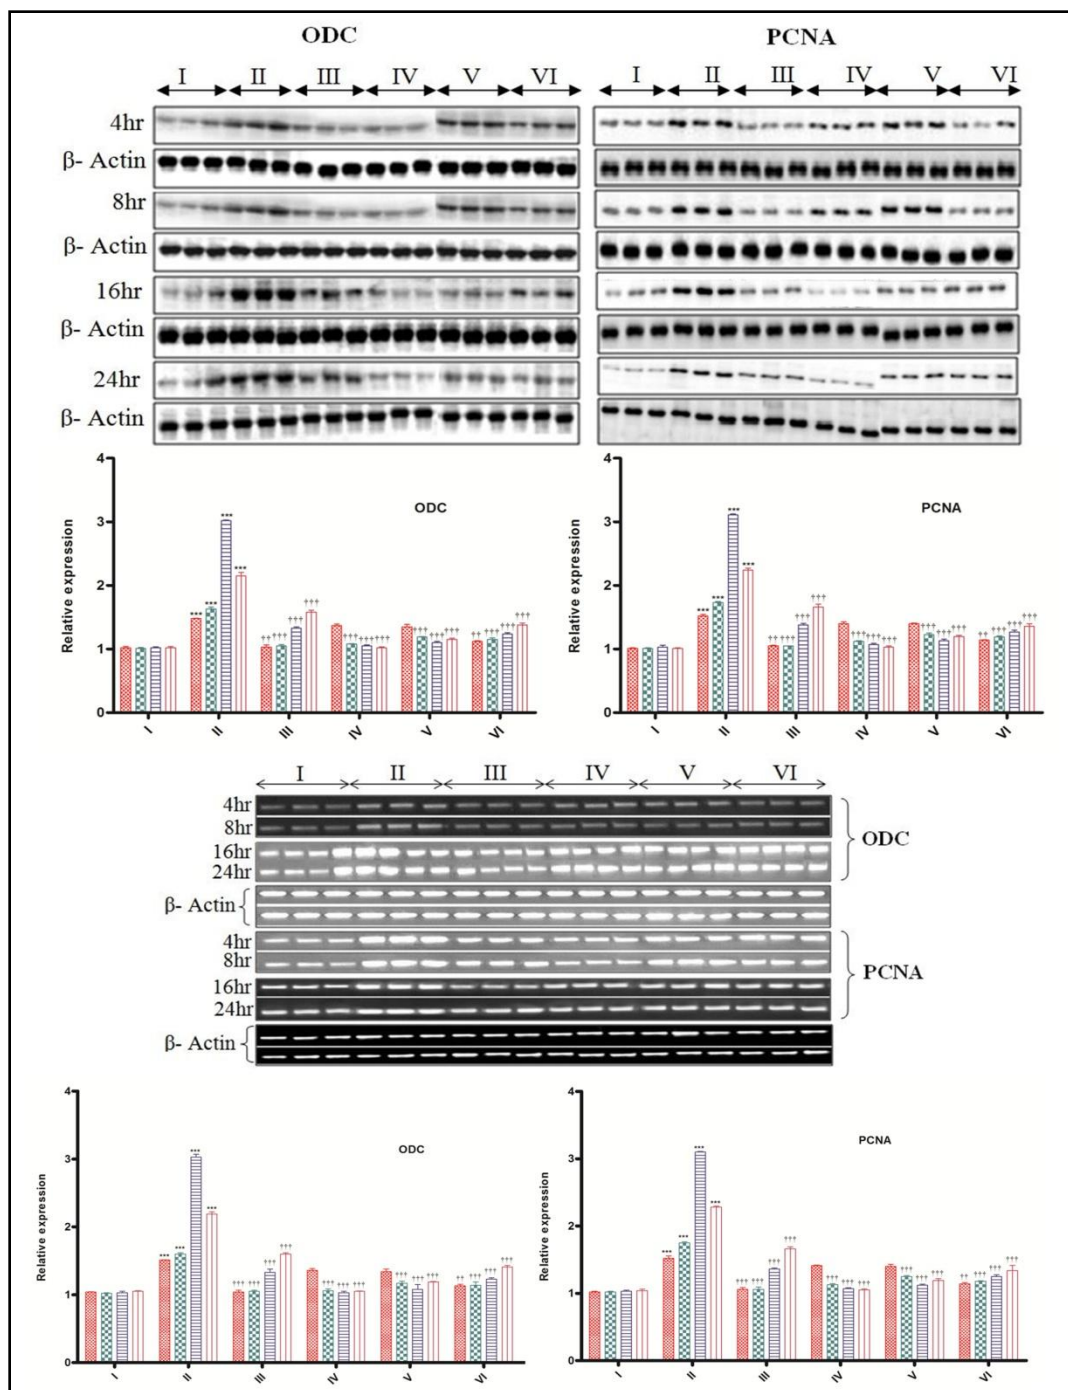 ODC PCNA
I II III IV V VI I II III IV V VI
4hr
β- Actin
8hr
β- Actin
16hr
β- Actin
24hr
β- Actin
4
3
2
1
0
Relative expression
ODC
*** *** *** ***
†† ††† ††† †††
††† ††† †††
††† ††† †††
†† ††† ††† †††
I II III IV V VI
4
3
2
1
0
Relative expression
PCNA
*** *** *** ***
†† ††† ††† †††
††† ††† †††
††† ††† †††
†† ††† ††† †††
I II III IV V VI
I II III IV V VI
4hr
8hr
16hr
24hr
ODC
β- Actin
4hr
8hr
16hr
24hr
PCNA
β- Actin
4
3
2
1
0
Relative expression
ODC
*** *** *** ***
††† ††† ††† †††
††† ††† †††
††† ††† †††
†† ††† ††† †††
I II III IV V VI
4
3
2
1
0
Relative expression
PCNA
*** *** *** ***
††† ††† ††† †††
††† ††† †††
††† ††† †††
†† ††† ††† †††
I II III IV V VI